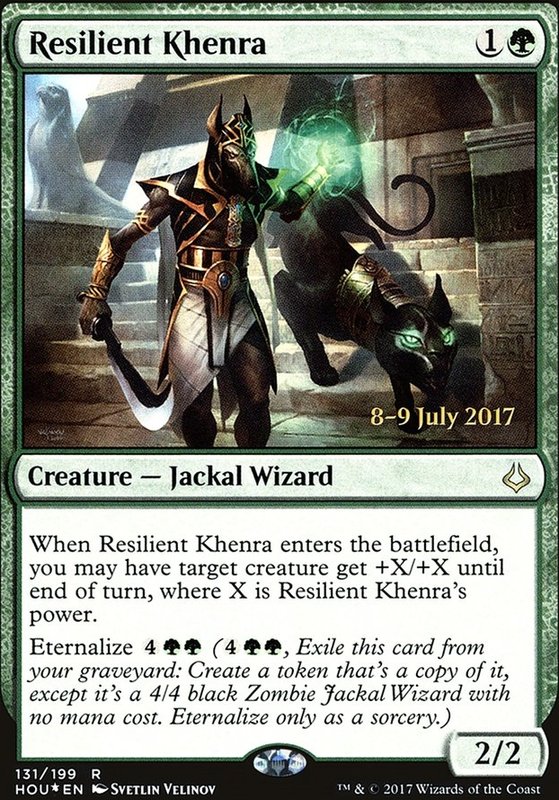 Resilient Khenra 1
8–9 July 2017
Creature — Jackal Wizard
When Resilient Khenra enters the battlefield,
you may have target creature get +X/+X until
end of turn, where X is Resilient Khenra's
power.
Eternalize 4 (4 , Exile this card from
your graveyard: Create a token that's a copy of it,
except it's a 4/4 black Zombie Jackal Wizard with
no mana cost. Eternalize only as a sorcery.)
2/2
131/199 R
HOU★EN Svetlin Velinov
™ & © 2017 Wizards of the Coast